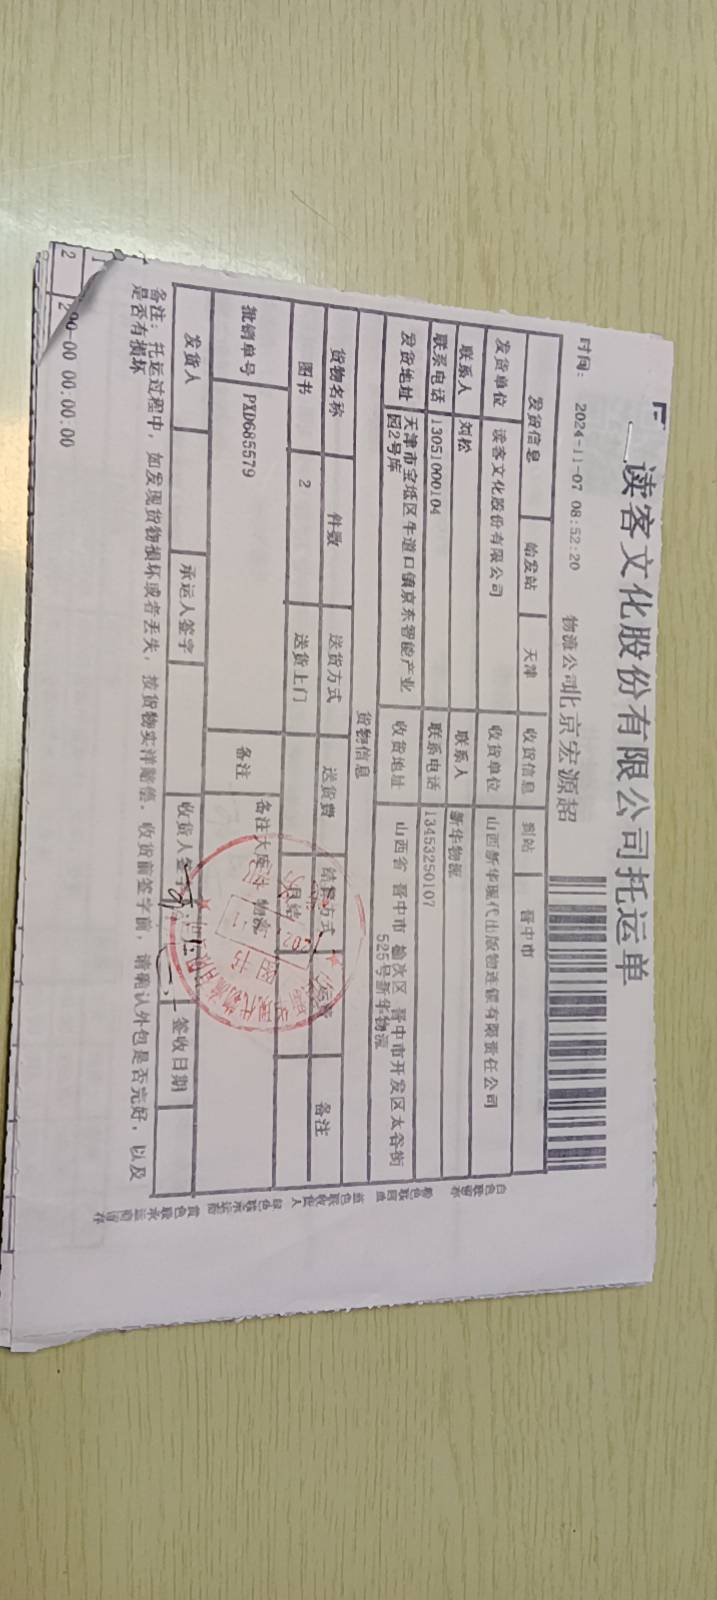 读客文化股份有限公司托运单
时间: 2024-11-07 08:52:20 物流公司北京宏源超
发货信息 始发站 天津 收货信息 到站 晋中市
发货单位 读客文化股份有限公司 收货单位 山西新华现代出版物连锁有限责任公司
联系人 刘松 联系人 新华物流
联系电话 13051000104 联系电话 13453250107
发货地址 天津市宝坻区牛道口镇京东智能产业园2号库 收货地址 山西省 晋中市 榆次区 晋中市开发区太谷街525号新华物流
货物信息
货物名称 件数 送货方式 送货费 结算方式 备注
图书 2 送货上门 月结
批销单号 PXD685579 备注 备注大库 物流
发货人 承运人签字 收货人签字 签收日期
备注: 托运过程中, 如发现货物损坏或者丢失, 按货物实洋赔偿。收货前签字前, 请确认外包是否完好, 以及
是否有损坏
00 00:00:00
2